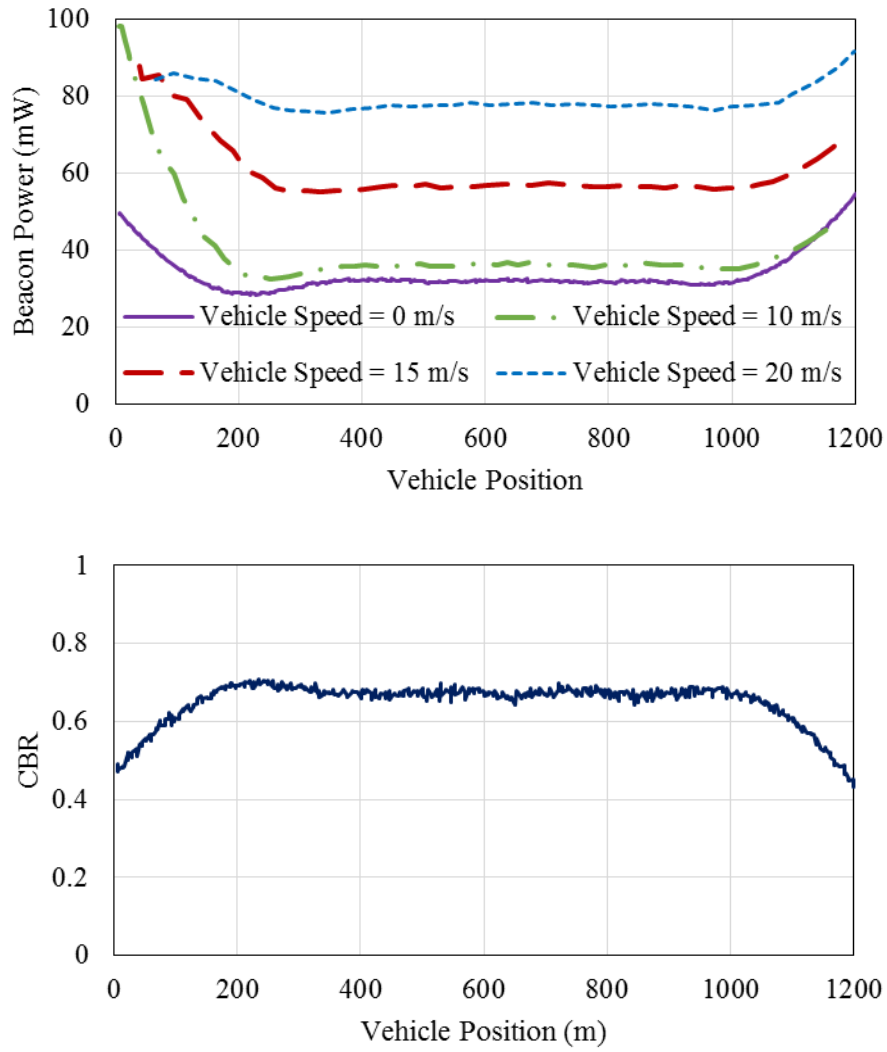 100
80
60
40
20
0
Beacon Power (mW)
Vehicle Speed = 0 m/s
Vehicle Speed = 10 m/s
Vehicle Speed = 15 m/s
Vehicle Speed = 20 m/s
0 200 400 600 800 1000 1200
Vehicle Position
1
0.8
0.6
0.4
0.2
0
CBR
0 200 400 600 800 1000 1200
Vehicle Position (m)